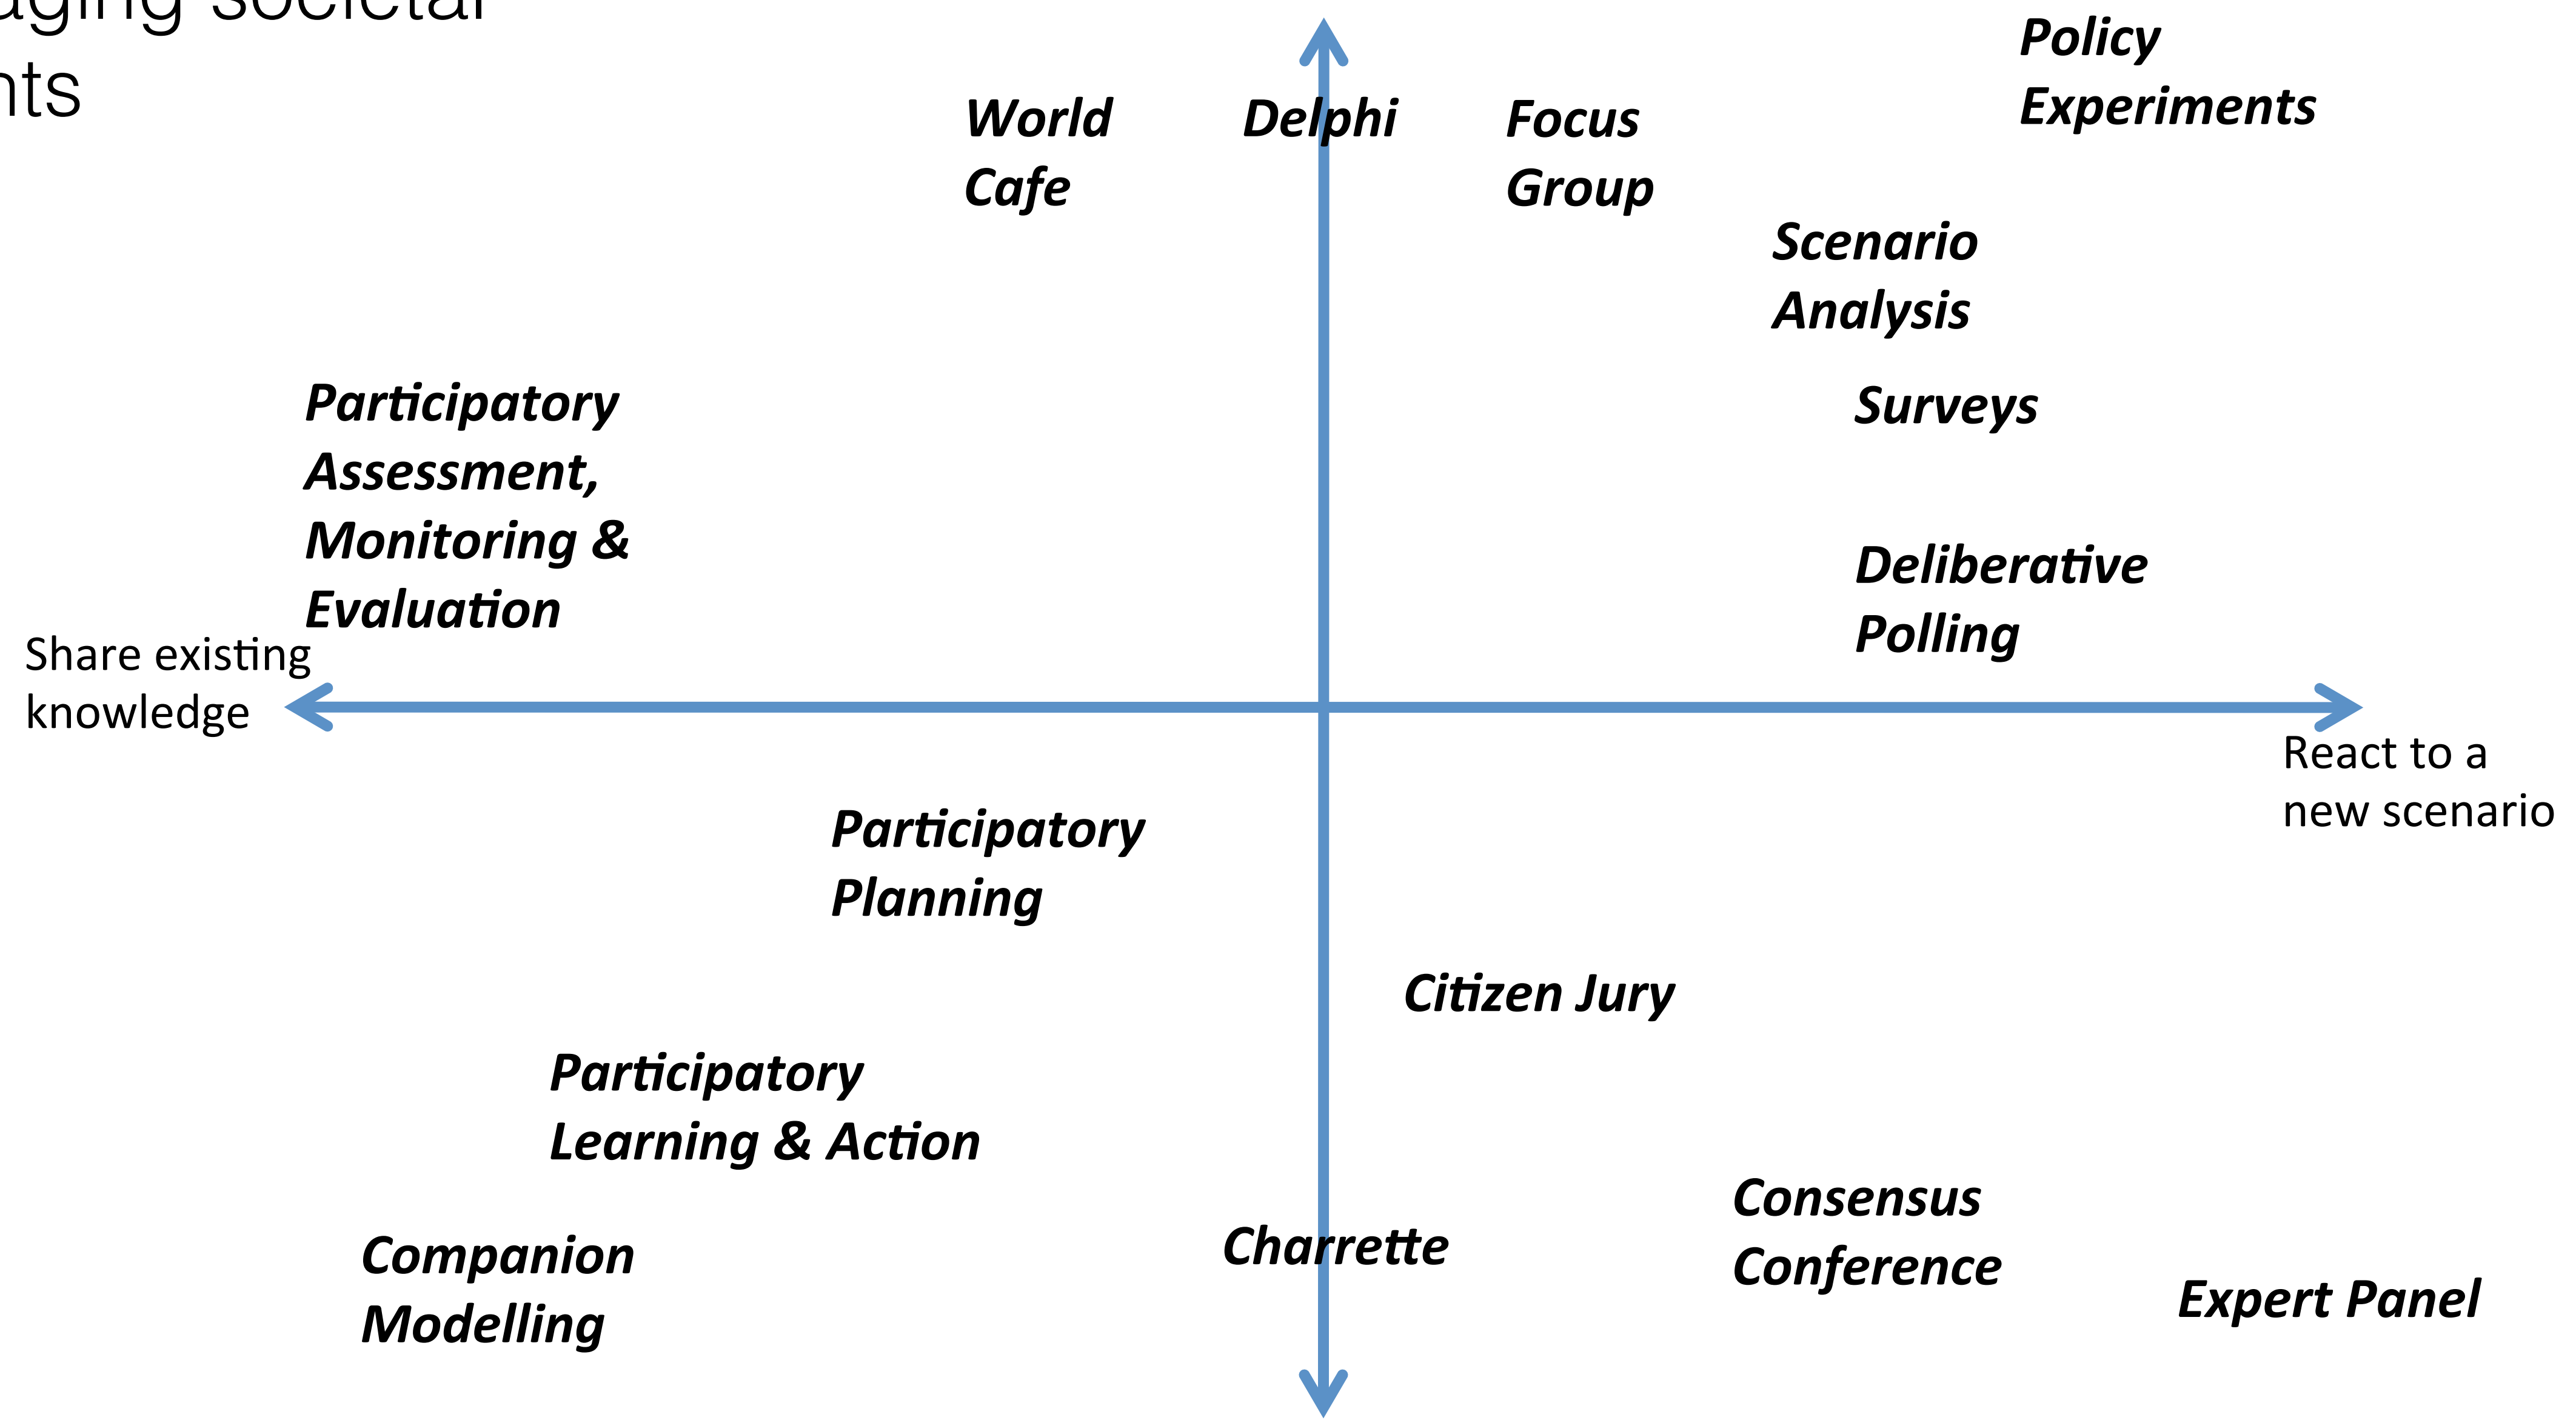 societal
Policy
Experiments
World
Cafe
Delphi
Focus
Group
Scenario
Analysis
Participatory
Assessment,
Monitoring &
Evaluation
Surveys
Deliberative
Polling
Share existing
knowledge
React to a
new scenario
Participatory
Planning
Citizen Jury
Participatory
Learning & Action
Companion
Modelling
Charrette
Consensus
Conference
Expert Panel